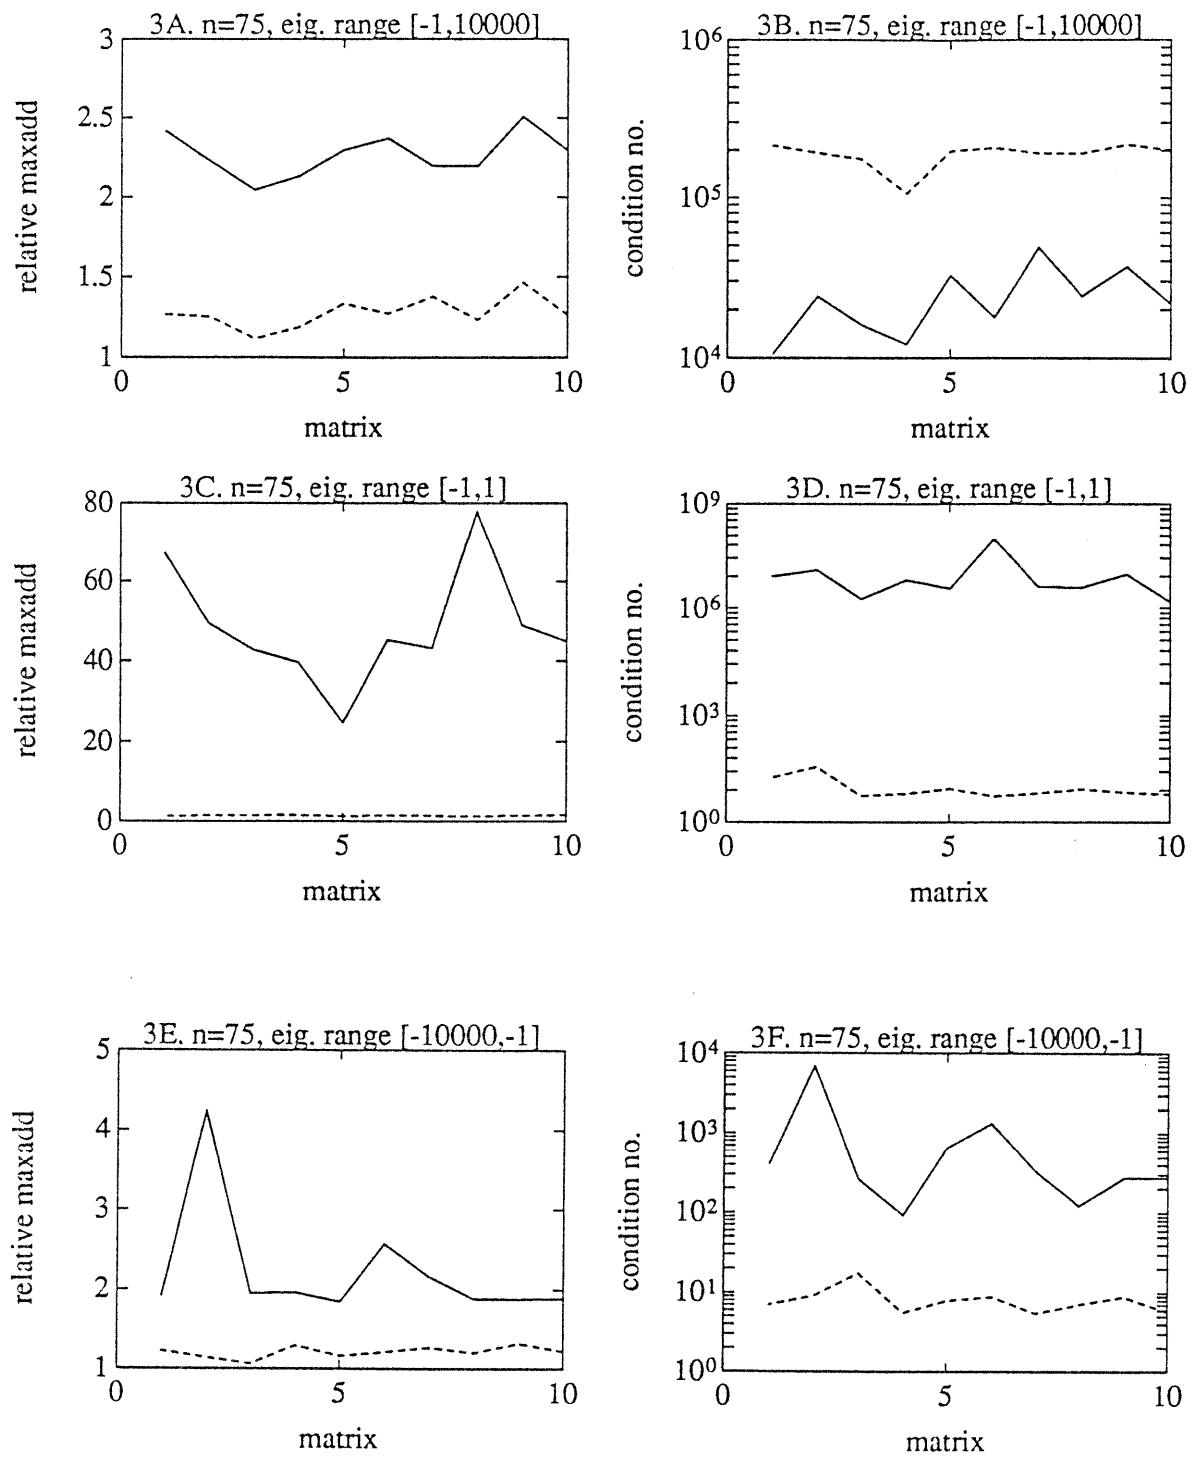 3A. n=75, eig. range [-1,10000]
3
2.5
2
1.5
1
0
5
10
relative maxadd
matrix
3B. n=75, eig. range [-1,10000]
10⁶
10⁵
10⁴
0
5
10
condition no.
matrix
3C. n=75, eig. range [-1,1]
80
60
40
20
0
0
5
10
relative maxadd
matrix
3D. n=75, eig. range [-1,1]
10⁹
10⁶
10³
10⁰
0
5
10
condition no.
matrix
3E. n=75, eig. range [-10000,-1]
5
4
3
2
1
0
5
10
relative maxadd
matrix
3F. n=75, eig. range [-10000,-1]
10⁴
10³
10²
10¹
10⁰
0
5
10
condition no.
matrix